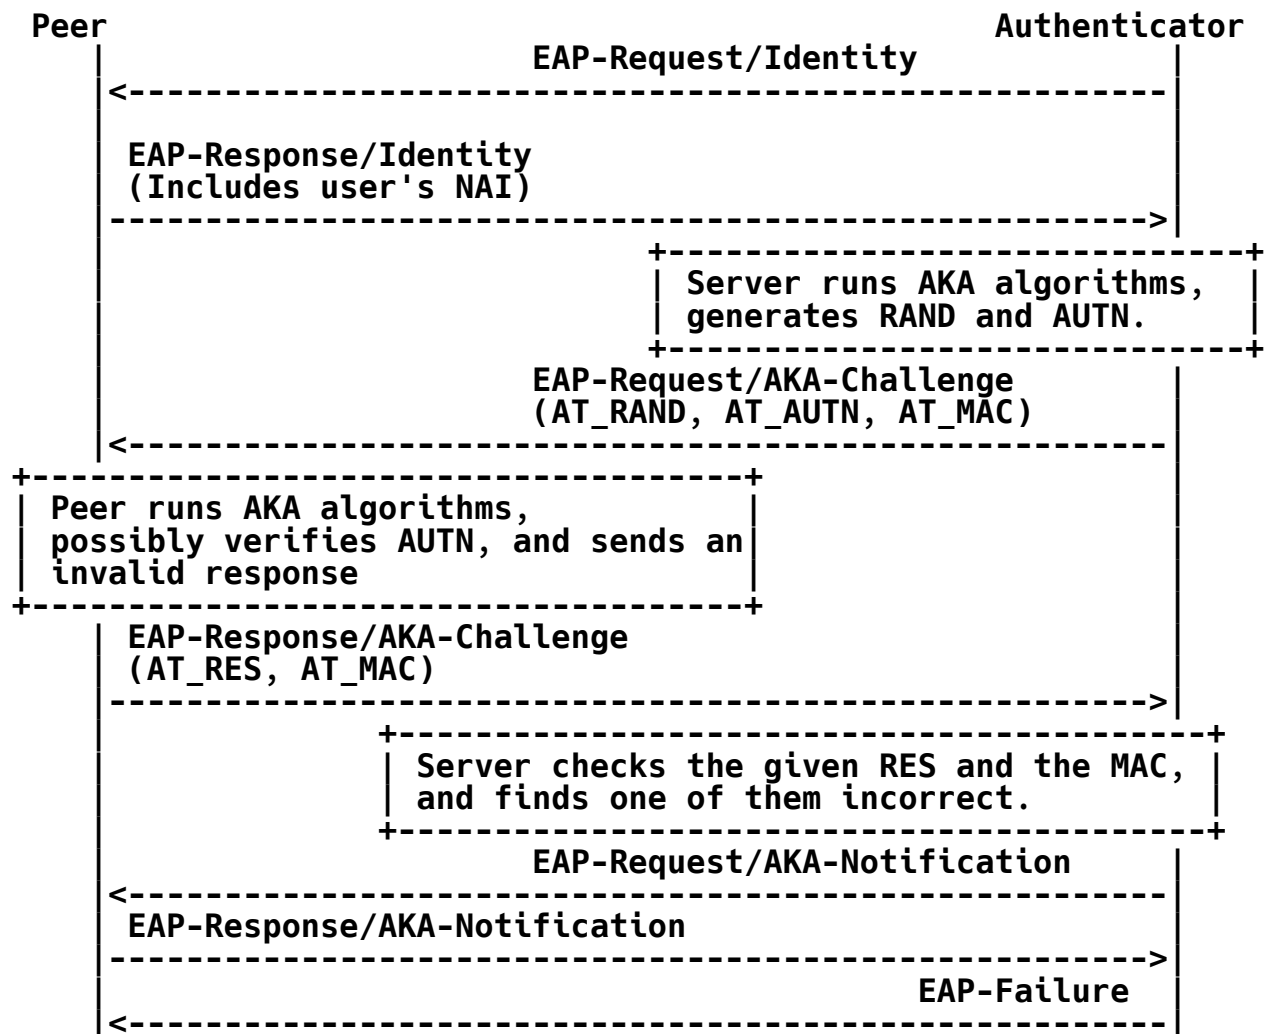 Peer Authenticator
EAP-Request/Identity
EAP-Response/Identity
(Includes user's NAI)
Server runs AKA algorithms,
generates RAND and AUTN.
EAP-Request/AKA-Challenge
(AT_RAND, AT_AUTN, AT_MAC)
Peer runs AKA algorithms,
possibly verifies AUTN, and sends an
invalid response
EAP-Response/AKA-Challenge
(AT_RES, AT_MAC)
Server checks the given RES and the MAC,
and finds one of them incorrect.
EAP-Request/AKA-Notification
EAP-Response/AKA-Notification
EAP-Failure